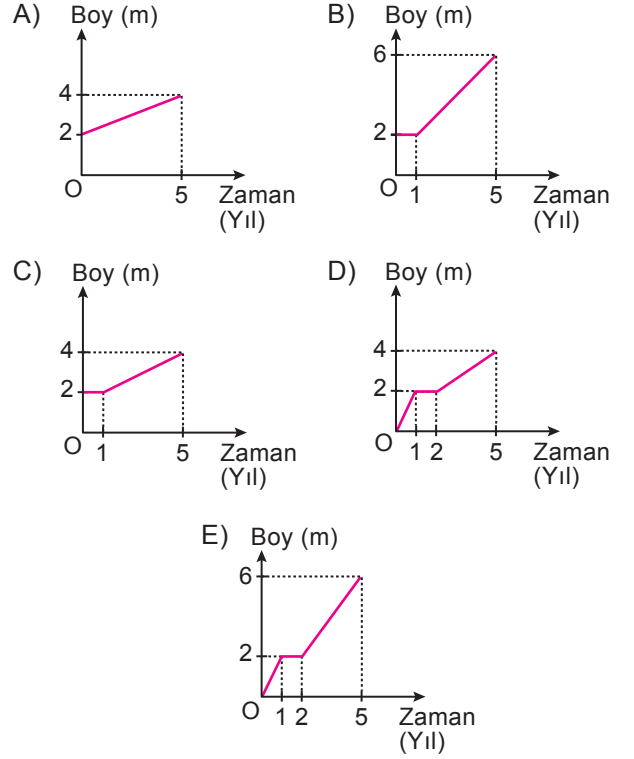 A) Boy (m)
4
2
O
5
Zaman
(Yıl)
B) Boy (m)
6
2
O
1
5
Zaman
(Yıl)
C) Boy (m)
4
2
O
1
5
Zaman
(Yıl)
D) Boy (m)
4
2
O
1
2
5
Zaman
(Yıl)
E) Boy (m)
6
2
O
1
2
5
Zaman
(Yıl)